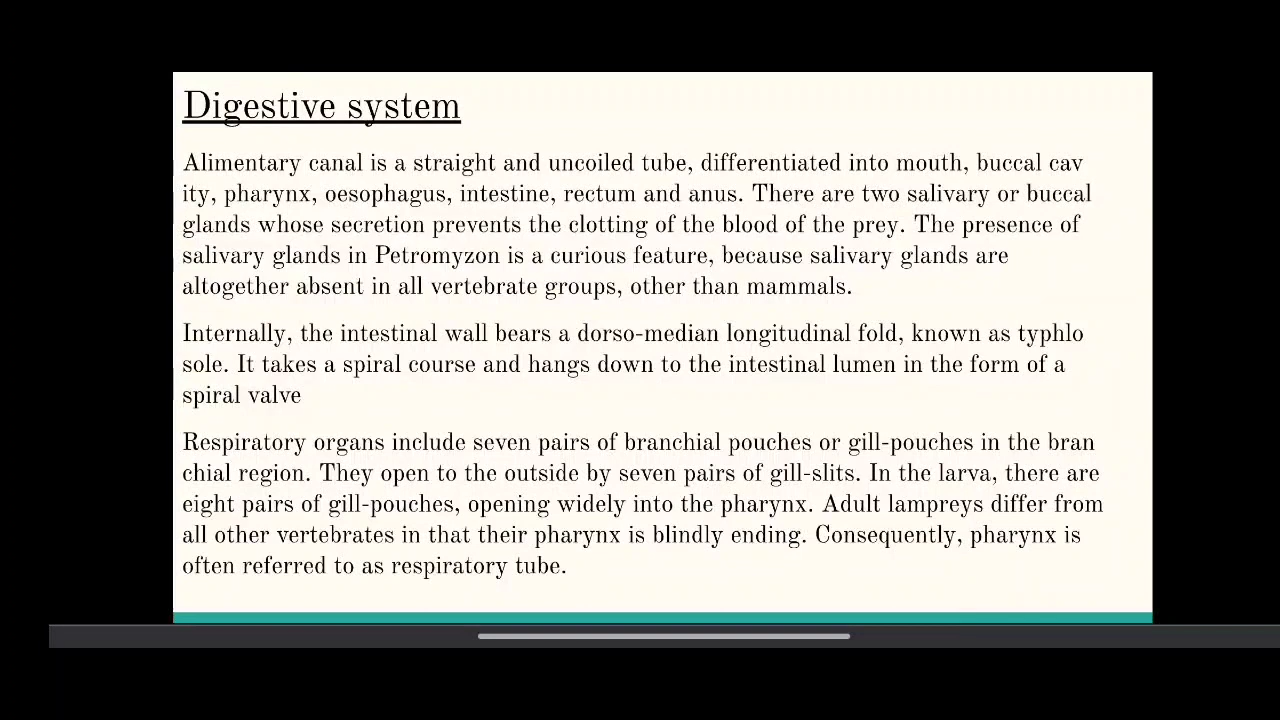 Digestive system
Alimentary canal is a straight and uncoiled tube, differentiated into mouth, buccal cav
ity, pharynx, oesophagus, intestine, rectum and anus. There are two salivary or buccal
glands whose secretion prevents the clotting of the blood of the prey. The presence of
salivary glands in Petromyzon is a curious feature, because salivary glands are
altogether absent in all vertebrate groups, other than mammals.
Internally, the intestinal wall bears a dorso-median longitudinal fold, known as typhlo
sole. It takes a spiral course and hangs down to the intestinal lumen in the form of a
spiral valve
Respiratory organs include seven pairs of branchial pouches or gill-pouches in the bran
chial region. They open to the outside by seven pairs of gill-slits. In the larva, there are
eight pairs of gill-pouches, opening widely into the pharynx. Adult lampreys differ from
all other vertebrates in that their pharynx is blindly ending. Consequently, pharynx is
often referred to as respiratory tube.